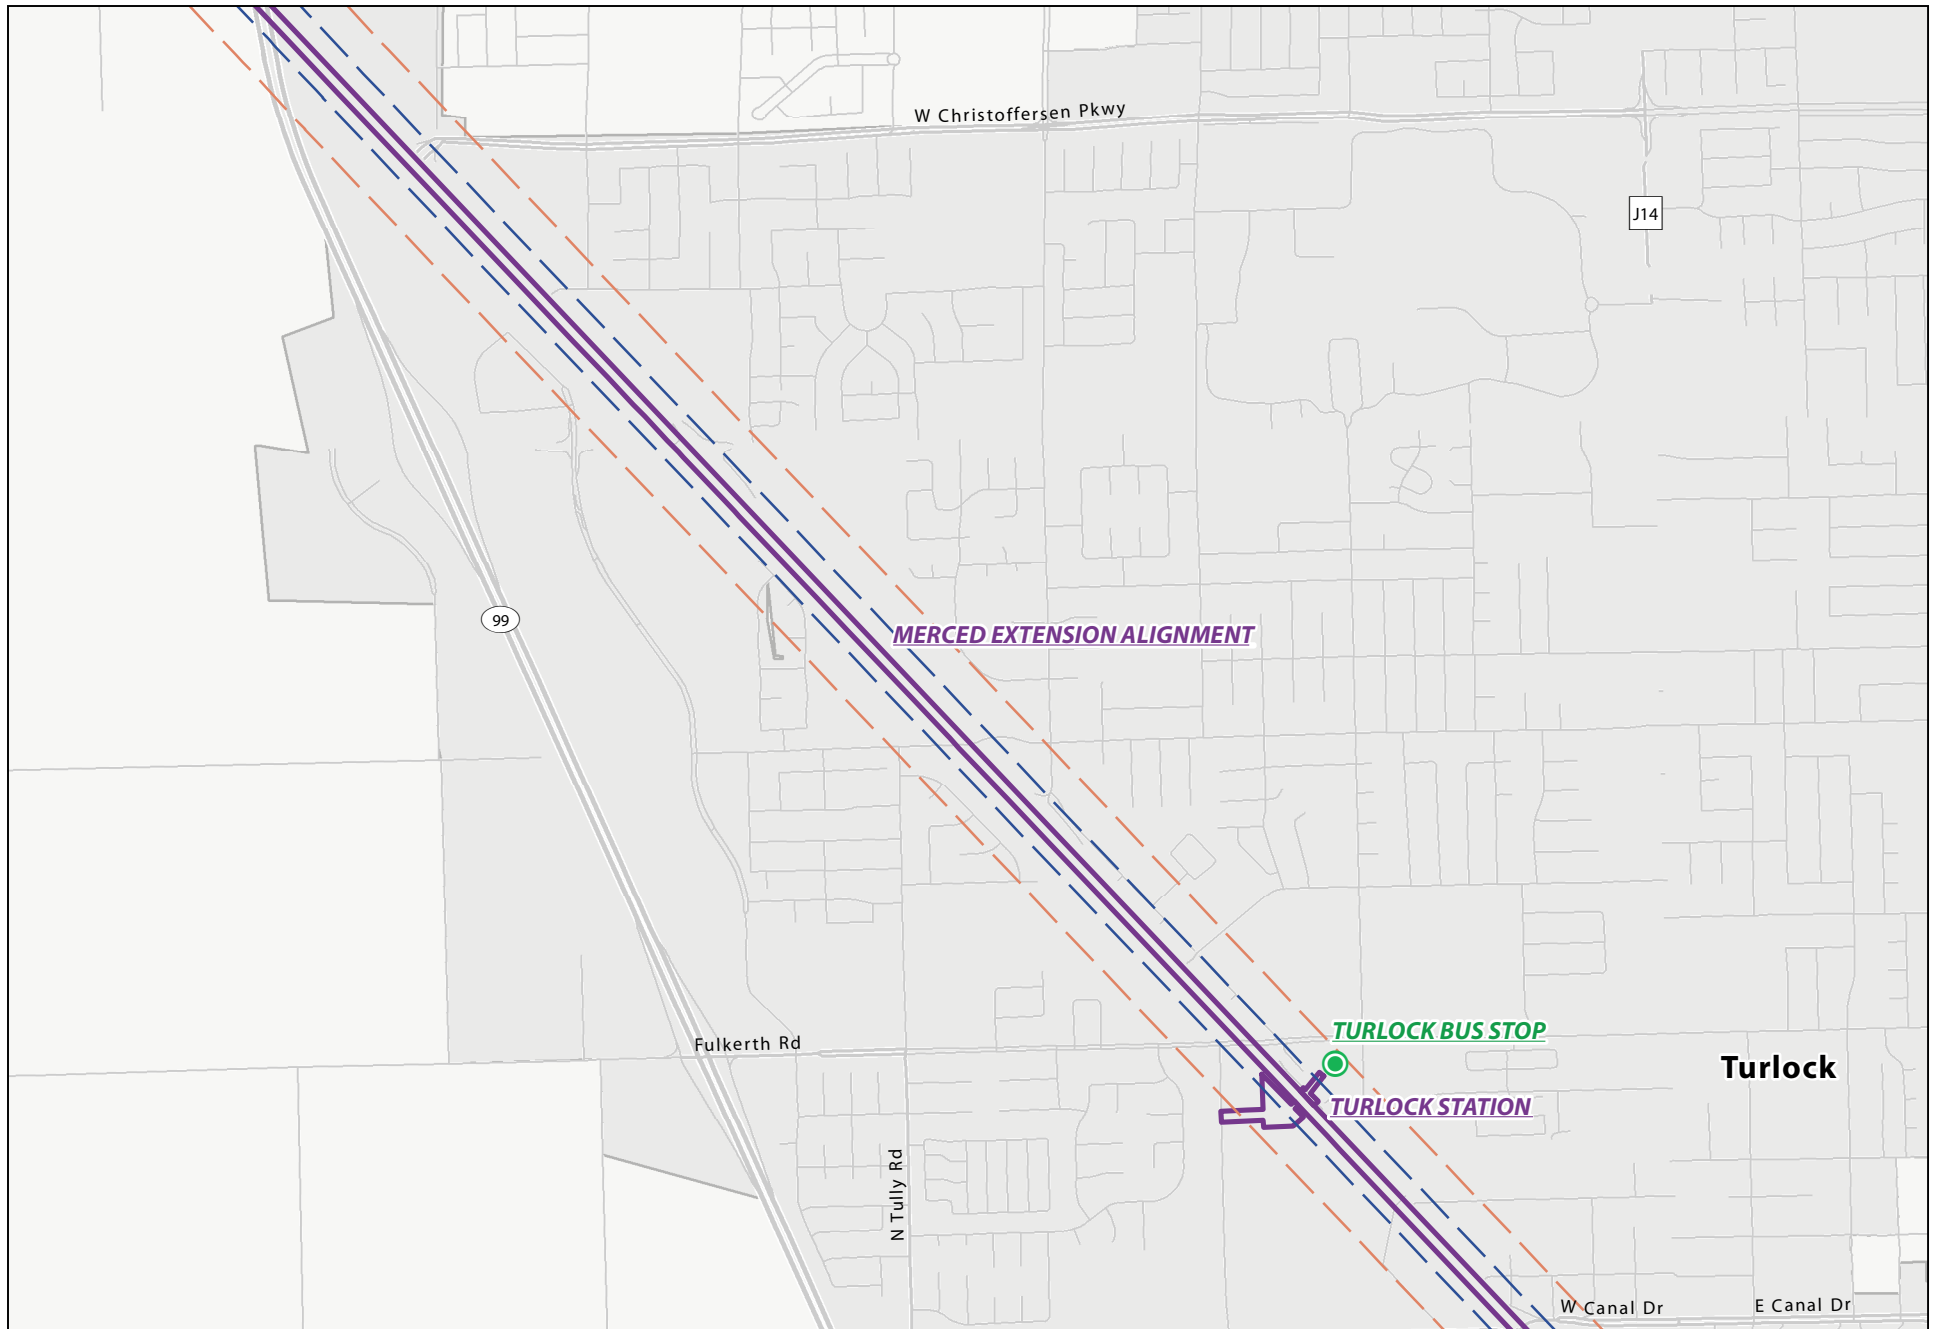 W Christoffersen Pkwy
J14
99
MERCED EXTENSION ALIGNMENT
TURLOCK BUS STOP
Fulkerth Rd
Turlock
TURLOCK STATION
N Tully Rd
W Canal Dr
E Canal Dr